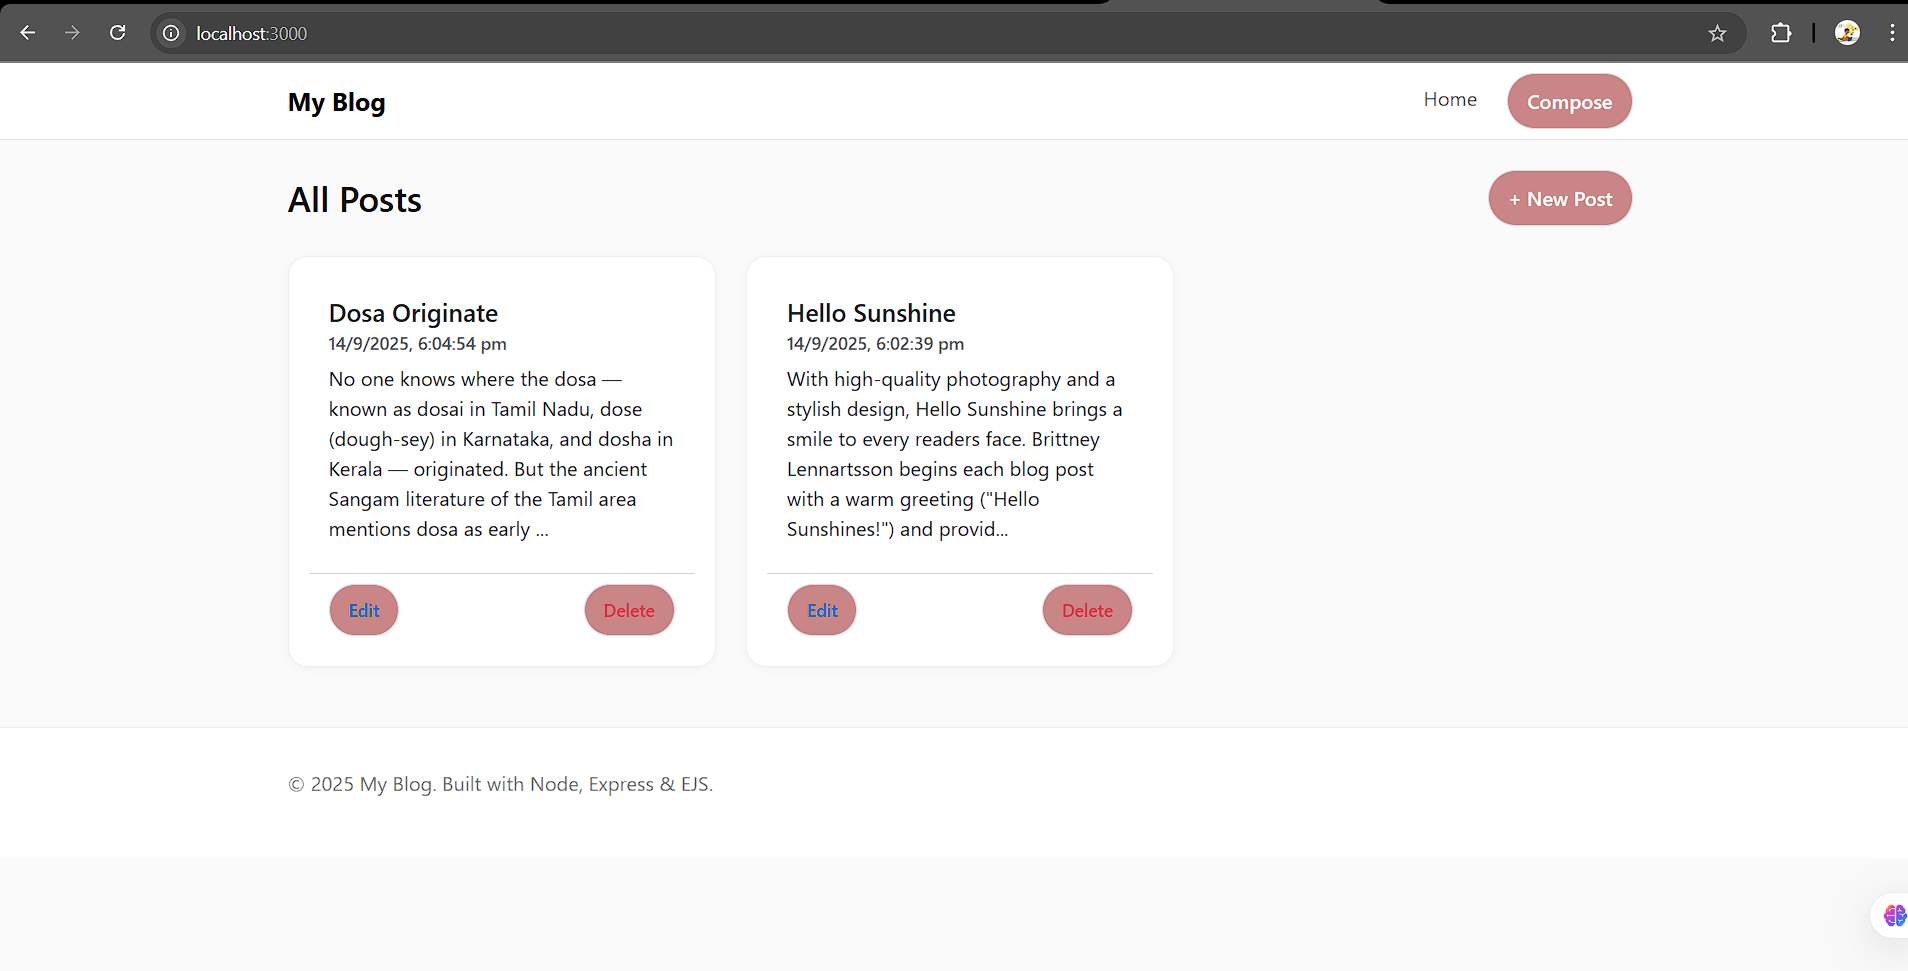 localhost:3000
My Blog
Home
Compose
All Posts
+ New Post
Dosa Originate
14/9/2025, 6:04:54 pm
No one knows where the dosa —
known as dosai in Tamil Nadu, dose
(dough-sey) in Karnataka, and dosha in
Kerala — originated. But the ancient
Sangam literature of the Tamil area
mentions dosa as early ...
Edit
Delete
Hello Sunshine
14/9/2025, 6:02:39 pm
With high-quality photography and a
stylish design, Hello Sunshine brings a
smile to every readers face. Brittney
Lennartsson begins each blog post
with a warm greeting ("Hello
Sunshines!") and provid...
Edit
Delete
© 2025 My Blog. Built with Node, Express & EJS.